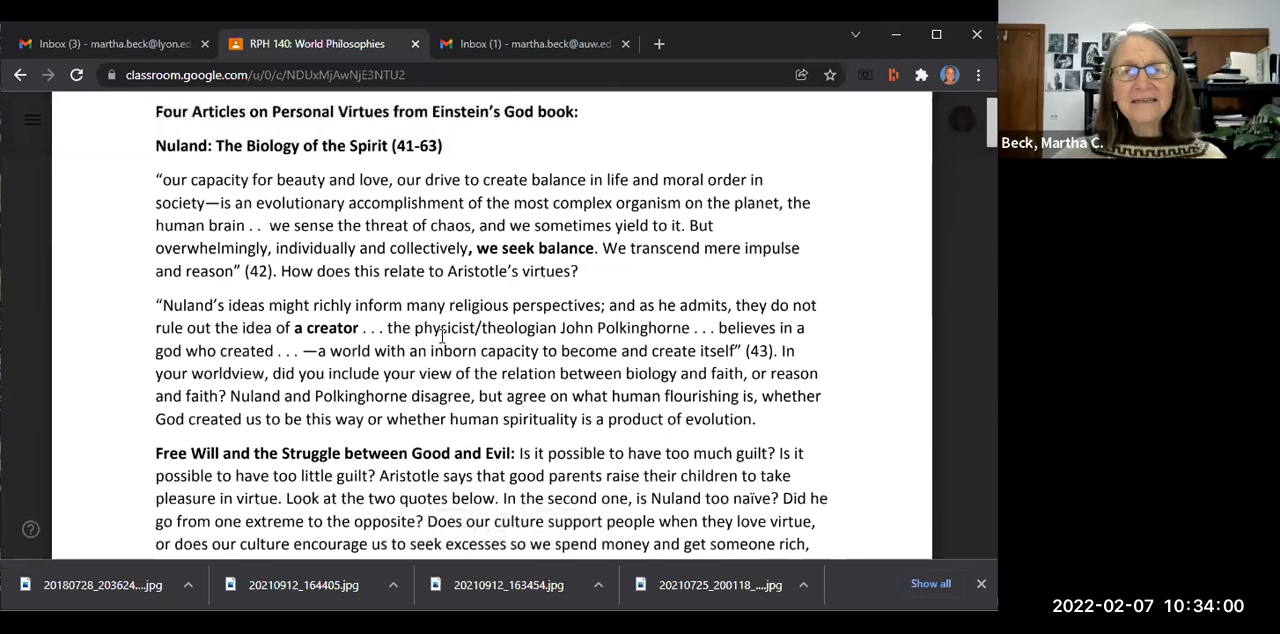 Inbox (3) - martha.beck@lyon.ed
RPH 140: World Philosophies
Inbox (1) - martha.beck@auw.ed
classroom.google.com/u/0/c/NDUxMjAwNjE3NTU2
Four Articles on Personal Virtues from Einstein's God book:
Nuland: The Biology of the Spirit (41-63)
“our capacity for beauty and love, our drive to create balance in life and moral order in
society—is an evolutionary accomplishment of the most complex organism on the planet, the
human brain . . we sense the threat of chaos, and we sometimes yield to it. But
overwhelmingly, individually and collectively, we seek balance. We transcend mere impulse
and reason” (42). How does this relate to Aristotle's virtues?
“Nuland's ideas might richly inform many religious perspectives; and as he admits, they do not
rule out the idea of a creator . . . the physicist/theologian John Polkinghorne . . . believes in a
god who created . . . —a world with an inborn capacity to become and create itself” (43). In
your worldview, did you include your view of the relation between biology and faith, or reason
and faith? Nuland and Polkinghorne disagree, but agree on what human flourishing is, whether
God created us to be this way or whether human spirituality is a product of evolution.
Free Will and the Struggle between Good and Evil: Is it possible to have too much guilt? Is it
possible to have too little guilt? Aristotle says that good parents raise their children to take
pleasure in virtue. Look at the two quotes below. In the second one, is Nuland too naïve? Did he
go from one extreme to the opposite? Does our culture support people when they love virtue,
or does our culture encourage us to seek excesses so we spend money and get someone rich,
20180728_203624....jpg
20210912_164405.jpg
20210912_163454.jpg
20210725_200118_....jpg
Show all
Beck, Martha C.
2022-02-07 10:34:00